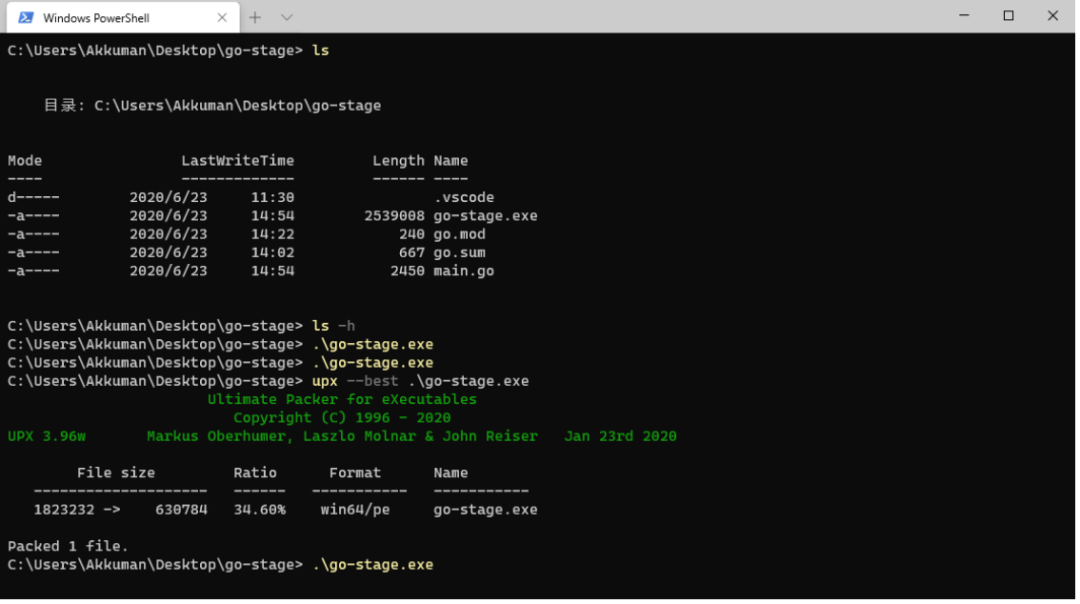 Windows PowerShell
C:\Users\Akkuman\Desktop\go-stage> ls
目录: C:\Users\Akkuman\Desktop\go-stage
Mode                LastWriteTime         Length Name
----                -------------         ------ ----
d-----        2020/6/23     11:30                .vscode
-a----        2020/6/23     14:54        2539008 go-stage.exe
-a----        2020/6/23     14:22            240 go.mod
-a----        2020/6/23     14:02            667 go.sum
-a----        2020/6/23     14:54           2450 main.go
C:\Users\Akkuman\Desktop\go-stage> ls -h
C:\Users\Akkuman\Desktop\go-stage> .\go-stage.exe
C:\Users\Akkuman\Desktop\go-stage> .\go-stage.exe
C:\Users\Akkuman\Desktop\go-stage> upx --best .\go-stage.exe
Ultimate Packer for eXecutables
Copyright (C) 1996 - 2020
UPX 3.96w       Markus Oberhumer, Laszlo Molnar & John Reiser   Jan 23rd 2020
File size         Ratio      Format      Name
--------------------   ------   -----------   -----------
1823232 ->    630784   34.60%    win64/pe     go-stage.exe
Packed 1 file.
C:\Users\Akkuman\Desktop\go-stage> .\go-stage.exe